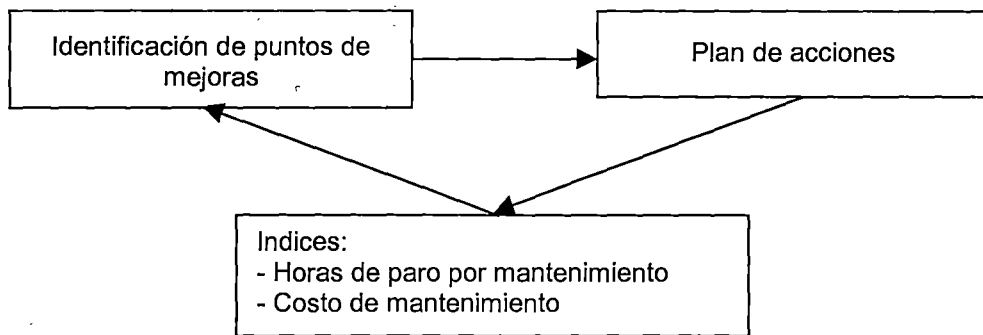 Identificación de puntos de
mejoras
Plan de acciones
Indices:
- Horas de paro por mantenimiento
- Costo de mantenimiento